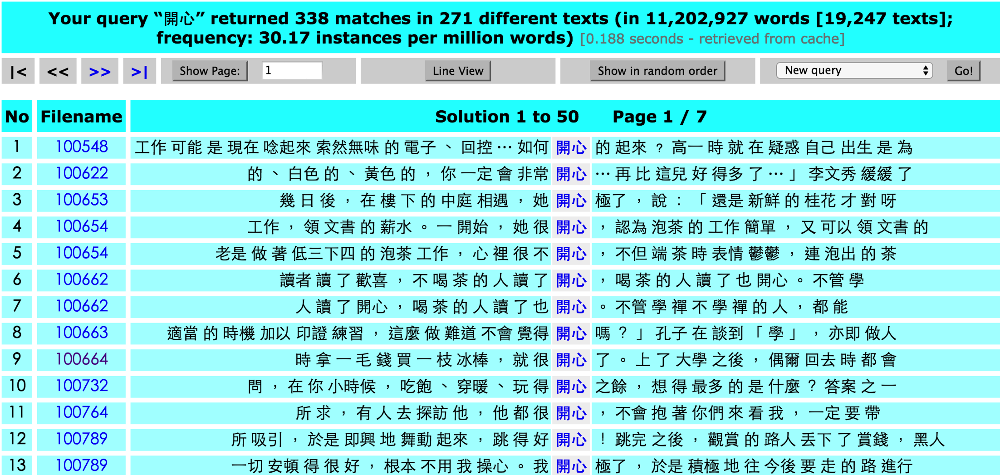 Your query “開心” returned 338 matches in 271 different texts (in 11,202,927 words [19,247 texts];
frequency: 30.17 instances per million words) [0.188 seconds - retrieved from cache]
|< << >> >| Show Page: 1 Line View Show in random order New query Go!
No Filename Solution 1 to 50 Page 1 / 7
1 100548 工作 可能 是 現在 唸起來 索然無味 的 電子 、 回控 … 如何 開心 的 起來 ? 高一 時 就 在 疑惑 自己 出生 是 為
2 100622 的 、 白色 的 、 黃色 的 ， 你 一定 會 非常 開心 … 再 比 這兒 好 得多 了 … 」 李文秀 緩緩 了
3 100653 幾 日 後 ， 在 樓 下 的 中庭 相遇 ， 她 開心 極了 ， 說 ： 「 還是 新鮮 的 桂花 才 對 呀
4 100654 工作 ， 領 文書 的 薪水 。 一 開始 ， 她 很 開心 ， 認為 泡茶 的 工作 簡單 ， 又 可以 領 文書 的
5 100654 老是 做 著 低三下四 的 泡茶 工作 ， 心 裡 很 不 開心 ， 不但 端 茶 時 表情 鬱鬱 ， 連 泡出 的 茶
6 100662 讀者 讀 了 歡喜 ， 不 喝 茶 的 人 讀 了 開心 ， 喝 茶 的 人 讀 了 也 開心 。 不管 學
7 100662 人 讀 了 開心 ， 喝 茶 的 人 讀 了 也 開心 。 不管 學 禪 不 學 禪 的 人 ， 都 能
8 100663 適當 的 時機 加以 印證 練習 ， 這麼 做 難道 不會 覺得 開心 嗎 ？ 」 孔子 在 談到 「 學 」 ， 亦即 做人
9 100664 時 拿 一 毛 錢 買 一 枝 冰棒 ， 就 很 開心 了 。 上 了 大學 之後 ， 偶爾 回去 時 都 會
10 100732 問 ， 在 你 小時候 ， 吃飽 、 穿暖 、 玩 得 開心 之餘 ， 想 得 最多 的 是 什麼 ? 答案 之 一
11 100764 所 求 ， 有 人 去 探訪 他 ， 他 都 很 開心 ， 不會 抱 著 你們 來 看 我 ， 一定 要 帶
12 100789 所 吸引 ， 於是 即興 地 舞動 起來 ， 跳 得 好 開心 ！ 跳完 之後 ， 觀賞 的 路人 丟下 了 賞錢 ， 黑人
13 100789 一切 安頓 得 很 好 ， 根本 不用 我 操心 。 我 開心 極了 ， 於是 積極 地 往 今後 要 走 的 路 進行